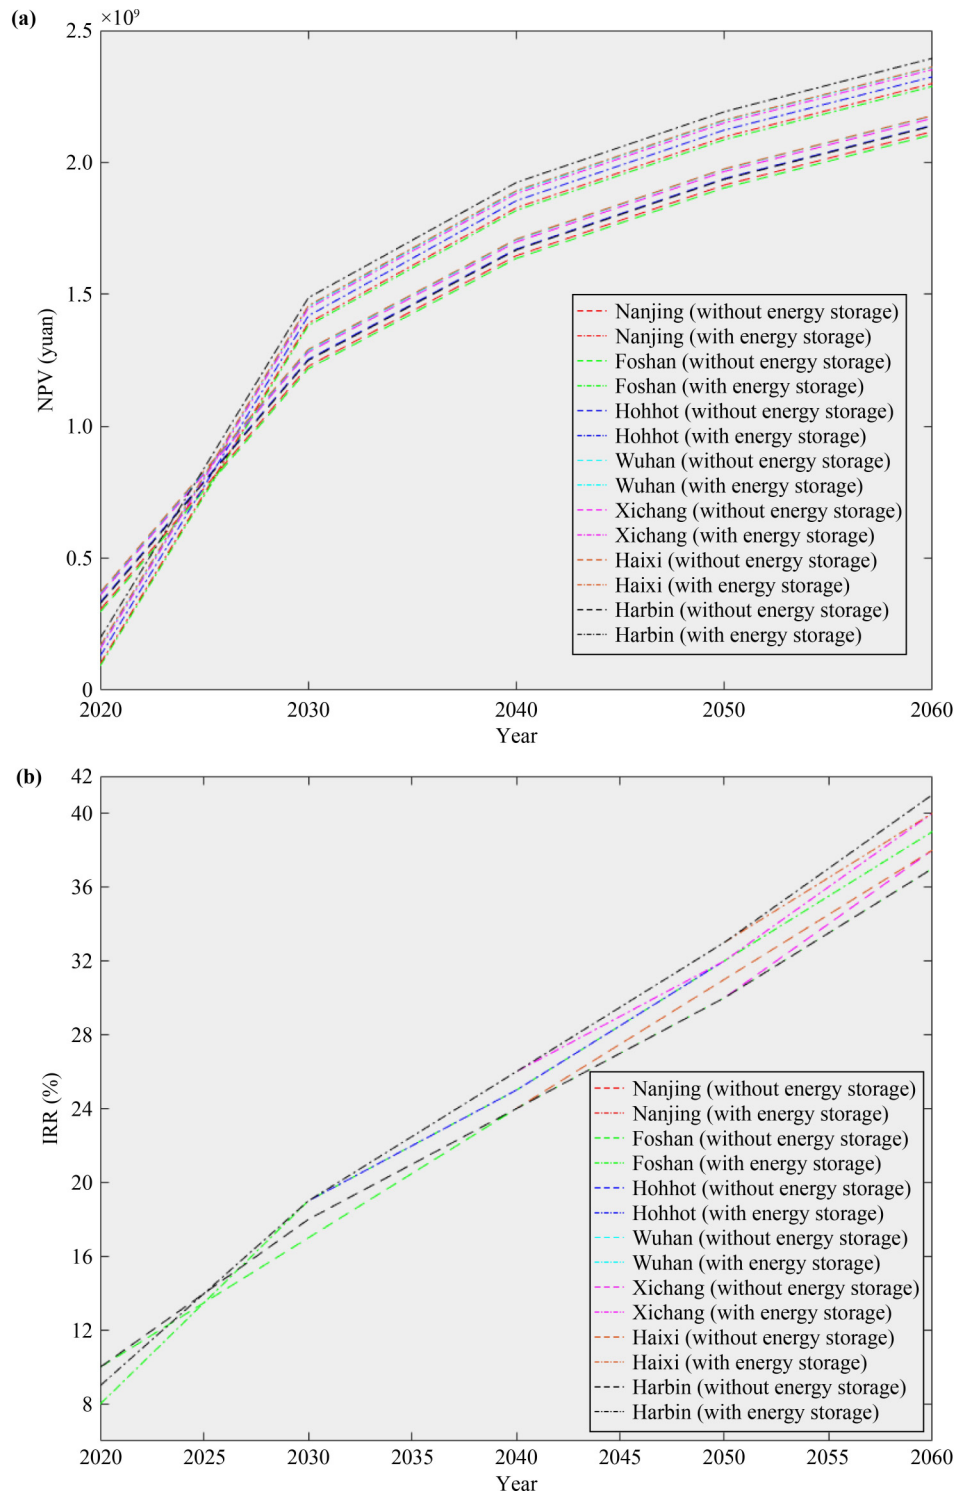 (a)
×10⁹
2.5
2.0
1.5
1.0
0.5
0
NPV (yuan)
Nanjing (without energy storage)
Nanjing (with energy storage)
Foshan (without energy storage)
Foshan (with energy storage)
Hohhot (without energy storage)
Hohhot (with energy storage)
Wuhan (without energy storage)
Wuhan (with energy storage)
Xichang (without energy storage)
Xichang (with energy storage)
Haixi (without energy storage)
Haixi (with energy storage)
Harbin (without energy storage)
Harbin (with energy storage)
2020 2030 2040 2050 2060
Year
(b)
42
40
36
32
28
24
20
16
12
8
IRR (%)
Nanjing (without energy storage)
Nanjing (with energy storage)
Foshan (without energy storage)
Foshan (with energy storage)
Hohhot (without energy storage)
Hohhot (with energy storage)
Wuhan (without energy storage)
Wuhan (with energy storage)
Xichang (without energy storage)
Xichang (with energy storage)
Haixi (without energy storage)
Haixi (with energy storage)
Harbin (without energy storage)
Harbin (with energy storage)
2020 2025 2030 2035 2040 2045 2050 2055 2060
Year